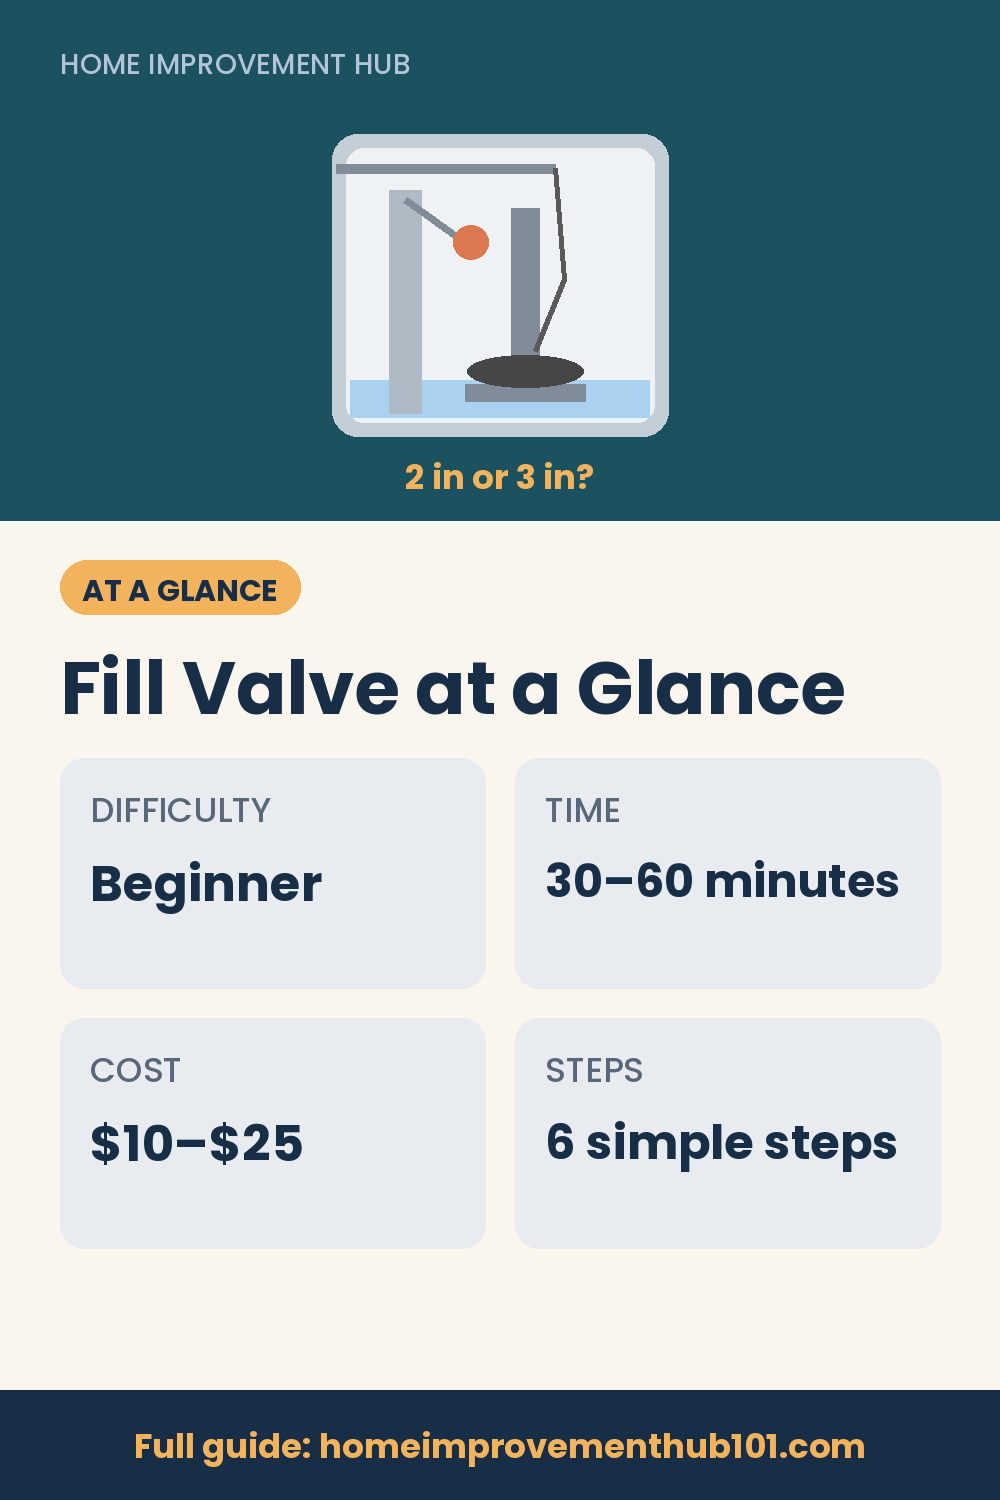 HOME IMPROVEMENT HUB
2 in or 3 in?
AT A GLANCE
Fill Valve at a Glance
DIFFICULTY
Beginner
TIME
30–60 minutes
COST
$10–$25
STEPS
6 simple steps
Full guide: homeimprovementhub101.com